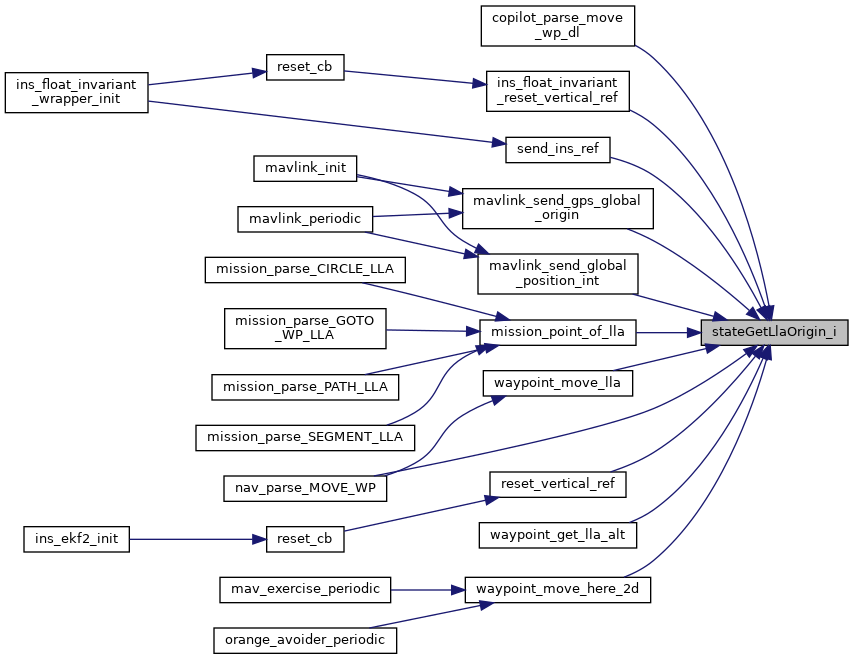 copilot_parse_move
_wp_dl
reset_cb
ins_float_invariant
_wrapper_init
ins_float_invariant
_reset_vertical_ref
send_ins_ref
mavlink_init
mavlink_send_gps_global
_origin
mavlink_periodic
mavlink_send_global
_position_int
mission_parse_CIRCLE_LLA
mission_parse_GOTO
_WP_LLA
mission_point_of_lla
stateGetLlaOrigin_i
mission_parse_PATH_LLA
waypoint_move_lla
mission_parse_SEGMENT_LLA
nav_parse_MOVE_WP
reset_vertical_ref
waypoint_get_lla_alt
ins_ekf2_init
reset_cb
mav_exercise_periodic
waypoint_move_here_2d
orange_avoider_periodic